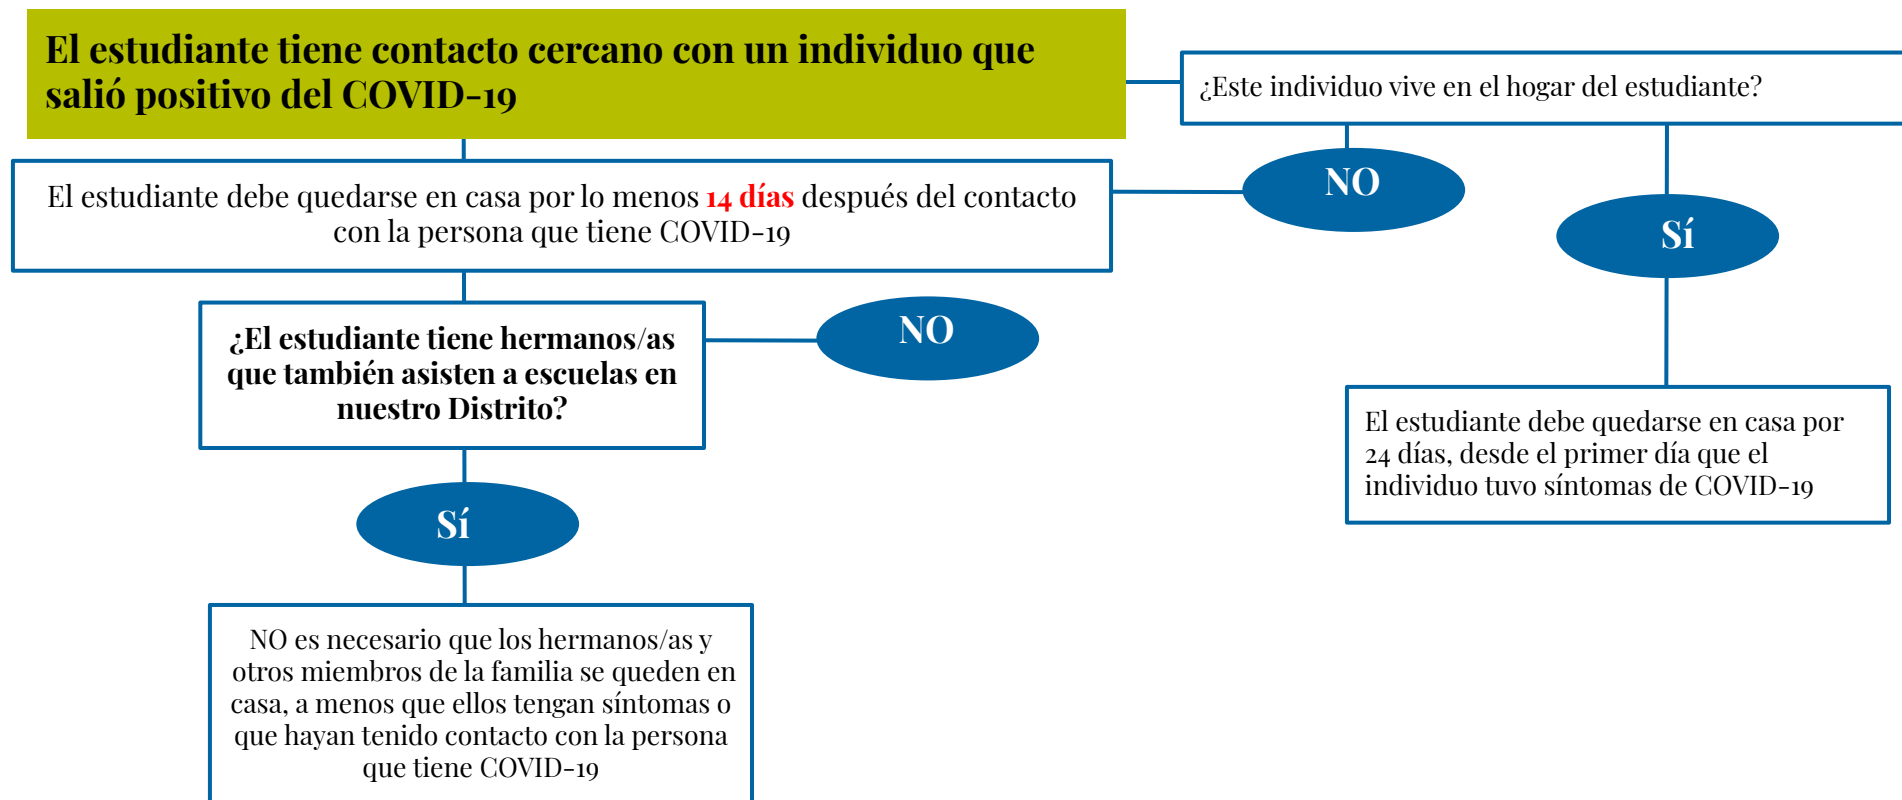 El estudiante tiene contacto cercano con un individuo que
salió positivo del COVID-19
¿Este individuo vive en el hogar del estudiante?
El estudiante debe quedarse en casa por lo menos 14 días después del contacto
con la persona que tiene COVID-19
NO
Sí
¿El estudiante tiene hermanos/as
que también asisten a escuelas en
nuestro Distrito?
NO
El estudiante debe quedarse en casa por
24 días, desde el primer día que el
individuo tuvo síntomas de COVID-19
Sí
NO es necesario que los hermanos/as y
otros miembros de la familia se queden en
casa, a menos que ellos tengan síntomas o
que hayan tenido contacto con la persona
que tiene COVID-19